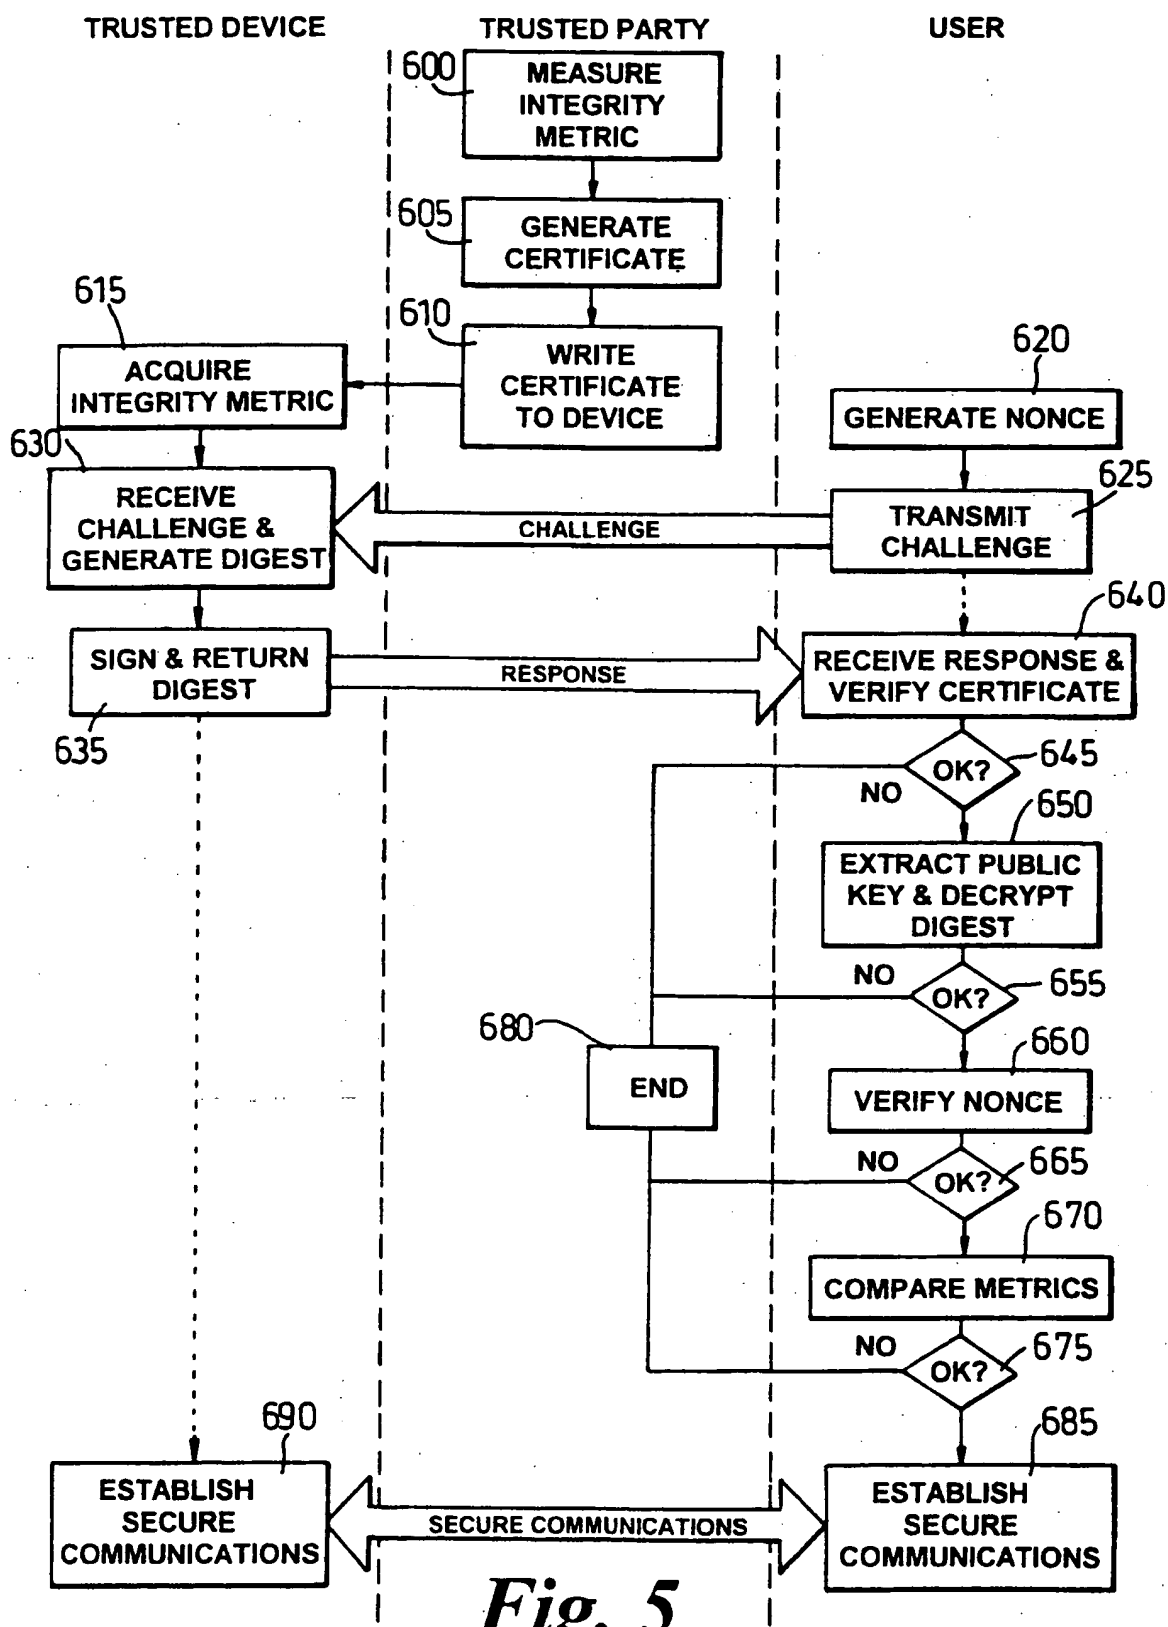 TRUSTED DEVICE
TRUSTED PARTY
USER
600
MEASURE
INTEGRITY
METRIC
605
GENERATE
CERTIFICATE
610
WRITE
CERTIFICATE
TO DEVICE
615
ACQUIRE
INTEGRITY METRIC
620
GENERATE NONCE
625
TRANSMIT
CHALLENGE
CHALLENGE
630
RECEIVE
CHALLENGE &
GENERATE DIGEST
635
SIGN & RETURN
DIGEST
RESPONSE
640
RECEIVE RESPONSE &
VERIFY CERTIFICATE
645
OK?
NO
650
EXTRACT PUBLIC
KEY & DECRYPT
DIGEST
655
OK?
NO
680
END
660
VERIFY NONCE
665
OK?
NO
670
COMPARE METRICS
675
OK?
NO
690
ESTABLISH
SECURE
COMMUNICATIONS
SECURE COMMUNICATIONS
685
ESTABLISH
SECURE
COMMUNICATIONS
Fig. 5